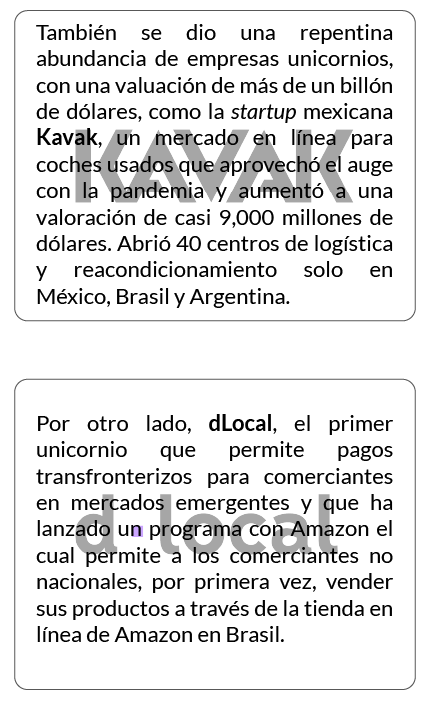 También se dio una repentina
abundancia de empresas unicornios,
con una valuación de más de un billón
de dólares, como la startup mexicana
Kavak, un mercado en línea para
coches usados que aprovechó el auge
con la pandemia y aumentó a una
valoración de casi 9,000 millones de
dólares. Abrió 40 centros de logística
y reacondicionamiento solo en
México, Brasil y Argentina.
KAVAK
Por otro lado, dLocal, el primer
unicornio que permite pagos
transfronterizos para comerciantes
en mercados emergentes y que ha
lanzado un programa con Amazon el
cual permite a los comerciantes no
nacionales, por primera vez, vender
sus productos a través de la tienda en
línea de Amazon en Brasil.
d·local